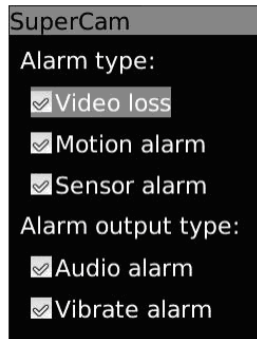 SuperCam
Alarm type:
Video loss
Motion alarm
Sensor alarm
Alarm output type:
Audio alarm
Vibrate alarm